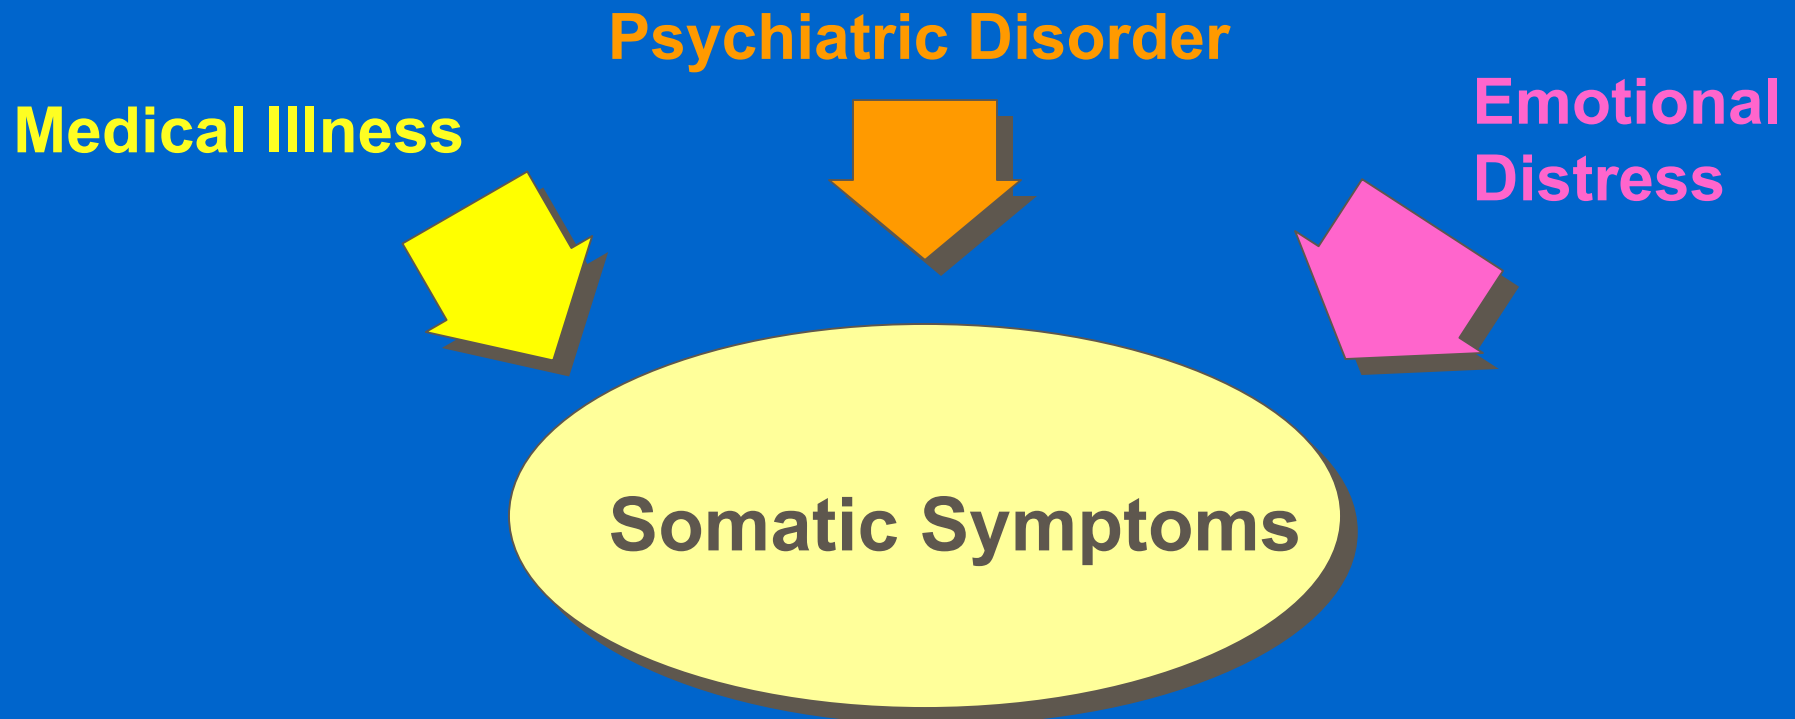 Psychiatric Disorder
Medical Illness
Emotional
Distress
Somatic Symptoms